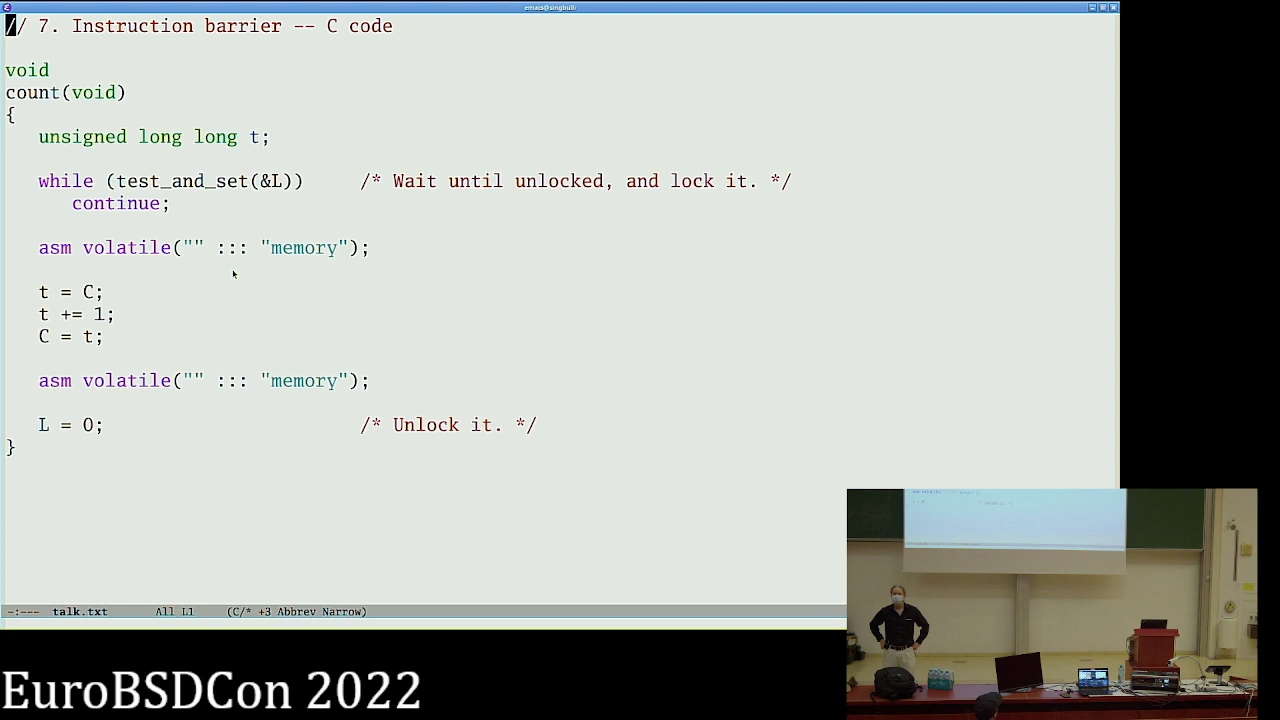 emacs@singbulli
// 7. Instruction barrier -- C code
void
count(void)
{
unsigned long long t;
while (test_and_set(&L)) /* Wait until unlocked, and lock it. */
continue;
asm volatile("" ::: "memory");
t = C;
t += 1;
C = t;
asm volatile("" ::: "memory");
L = 0; /* Unlock it. */
}
-:--- talk.txt All L1 (C/* +3 Abbrev Narrow)
EuroBSDCon 2022